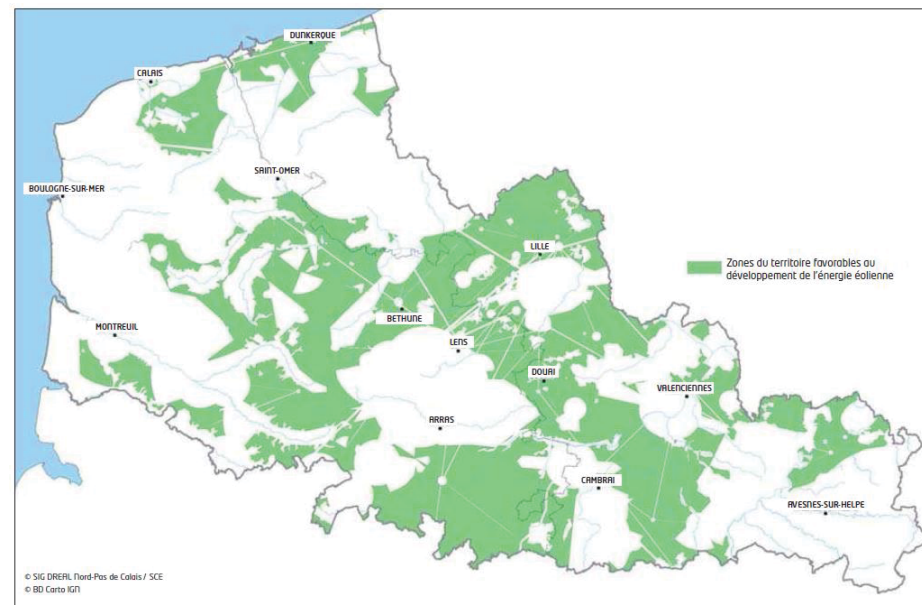 DUNKERQUE
CALAIS
SAINT-OMER
BOULOGNE-SUR-MER
LILLE
Zones du territoire favorables au
développement de l'énergie éolienne
BETHUNE
MONTREUIL
LENS
DOUAI
VALENCIENNES
ARRAS
CAMBRAI
AVESNES-SUR-HELPE
© SIG DREAL Nord-Pas de Calais / SCE
© BD Carto IGN